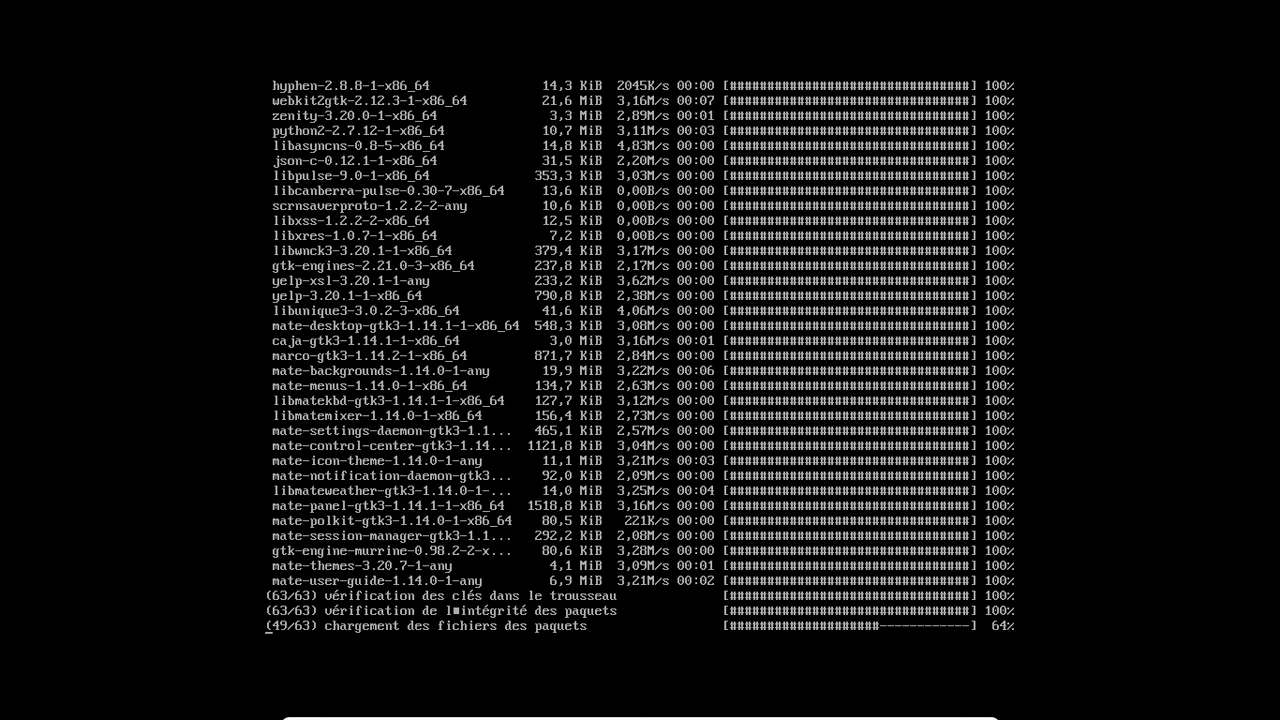 hyphen-2.8.8-1-x86_64 14,3 KiB 2045K/s 00:00 [################################] 100%
webkit2gtk-2.12.3-1-x86_64 21,6 MiB 3,16M/s 00:07 [################################] 100%
zenity-3.20.0-1-x86_64 3,3 MiB 2,89M/s 00:01 [################################] 100%
python2-2.7.12-1-x86_64 10,7 MiB 3,11M/s 00:03 [################################] 100%
libasyncns-0.8-5-x86_64 14,8 KiB 4,83M/s 00:00 [################################] 100%
json-c-0.12.1-1-x86_64 31,5 KiB 2,20M/s 00:00 [################################] 100%
libpulse-9.0-1-x86_64 353,3 KiB 3,03M/s 00:00 [################################] 100%
libcanberra-pulse-0.30-7-x86_64 13,6 KiB 0,00B/s 00:00 [################################] 100%
scrnsaverproto-1.2.2-2-any 10,6 KiB 0,00B/s 00:00 [################################] 100%
libxss-1.2.2-2-x86_64 12,5 KiB 0,00B/s 00:00 [################################] 100%
libxres-1.0.7-1-x86_64 7,2 KiB 0,00B/s 00:00 [################################] 100%
libwnck3-3.20.1-1-x86_64 379,4 KiB 3,17M/s 00:00 [################################] 100%
gtk-engines-2.21.0-3-x86_64 237,8 KiB 2,17M/s 00:00 [################################] 100%
yelp-xsl-3.20.1-1-any 233,2 KiB 3,62M/s 00:00 [################################] 100%
yelp-3.20.1-1-x86_64 790,8 KiB 2,38M/s 00:00 [################################] 100%
libunique3-3.0.2-3-x86_64 41,6 KiB 4,06M/s 00:00 [################################] 100%
mate-desktop-gtk3-1.14.1-1-x86_64 548,3 KiB 3,08M/s 00:00 [################################] 100%
caja-gtk3-1.14.1-1-x86_64 3,0 MiB 3,16M/s 00:01 [################################] 100%
marco-gtk3-1.14.2-1-x86_64 871,7 KiB 2,84M/s 00:00 [################################] 100%
mate-backgrounds-1.14.0-1-any 19,9 MiB 3,22M/s 00:06 [################################] 100%
mate-menus-1.14.0-1-x86_64 134,7 KiB 2,63M/s 00:00 [################################] 100%
libmatekbd-gtk3-1.14.1-1-x86_64 127,7 KiB 3,12M/s 00:00 [################################] 100%
libmatemixer-1.14.0-1-x86_64 156,4 KiB 2,73M/s 00:00 [################################] 100%
mate-settings-daemon-gtk3-1.1... 465,1 KiB 2,57M/s 00:00 [################################] 100%
mate-control-center-gtk3-1.14... 1121,8 KiB 3,04M/s 00:00 [################################] 100%
mate-icon-theme-1.14.0-1-any 11,1 MiB 3,21M/s 00:03 [################################] 100%
mate-notification-daemon-gtk3... 92,0 KiB 2,09M/s 00:00 [################################] 100%
libmateweather-gtk3-1.14.0-1-... 14,0 MiB 3,25M/s 00:04 [################################] 100%
mate-panel-gtk3-1.14.1-1-x86_64 1518,8 KiB 3,16M/s 00:00 [################################] 100%
mate-polkit-gtk3-1.14.0-1-x86_64 80,5 KiB 221K/s 00:00 [################################] 100%
mate-session-manager-gtk3-1.1... 292,2 KiB 2,08M/s 00:00 [################################] 100%
gtk-engine-murrine-0.98.2-2-x... 80,6 KiB 3,28M/s 00:00 [################################] 100%
mate-themes-3.20.7-1-any 4,1 MiB 3,09M/s 00:01 [################################] 100%
mate-user-guide-1.14.0-1-any 6,9 MiB 3,21M/s 00:02 [################################] 100%
(63/63) vérification des clés dans le trousseau [################################] 100%
(63/63) vérification de l■intégrité des paquets [################################] 100%
(49/63) chargement des fichiers des paquets [####################------------] 64%